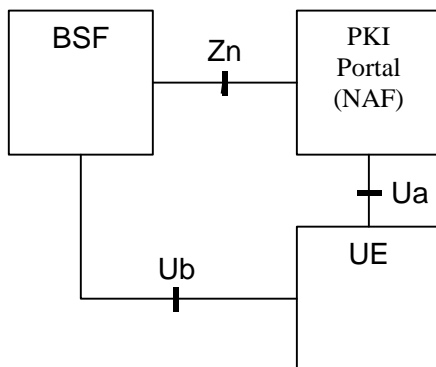 BSF
Zn
PKI
Portal
(NAF)
Ua
UE
Ub